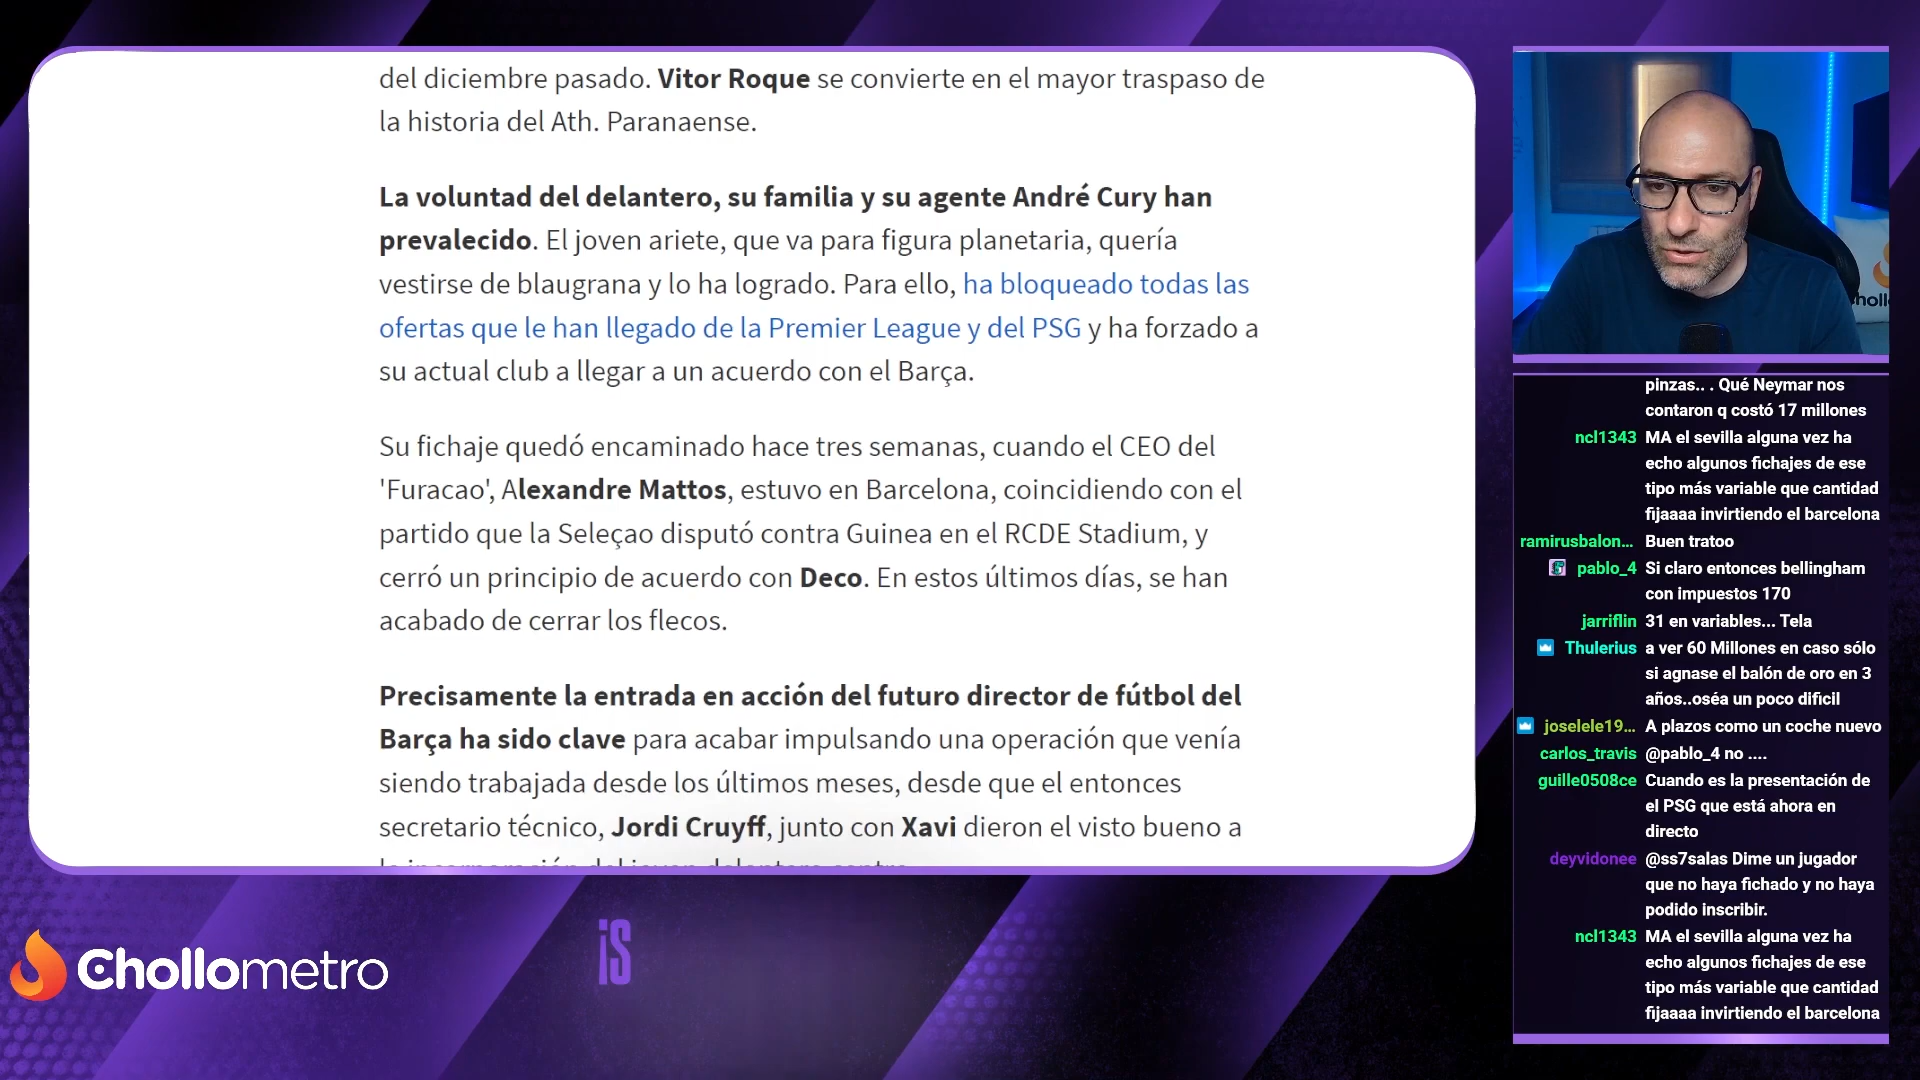 del diciembre pasado. Vitor Roque se convierte en el mayor traspaso de
la historia del Ath. Paranaense.
La voluntad del delantero, su familia y su agente André Cury han
prevalecido. El joven ariete, que va para figura planetaria, quería
vestirse de blaugrana y lo ha logrado. Para ello, ha bloqueado todas las
ofertas que le han llegado de la Premier League y del PSG y ha forzado a
su actual club a llegar a un acuerdo con el Barça.
Su fichaje quedó encaminado hace tres semanas, cuando el CEO del
'Furacao', Alexandre Mattos, estuvo en Barcelona, coincidiendo con el
partido que la Seleçao disputó contra Guinea en el RCDE Stadium, y
cerró un principio de acuerdo con Deco. En estos últimos días, se han
acabado de cerrar los flecos.
Precisamente la entrada en acción del futuro director de fútbol del
Barça ha sido clave para acabar impulsando una operación que venía
siendo trabajada desde los últimos meses, desde que el entonces
secretario técnico, Jordi Cruyff, junto con Xavi dieron el visto bueno a
pinzas.. . Qué Neymar nos
contaron q costó 17 millones
ncl1343 MA el sevilla alguna vez ha
echo algunos fichajes de ese
tipo más variable que cantidad
fijaaaa invirtiendo el barcelona
ramirusbalon... Buen tratoo
pablo_4 Si claro entonces bellingham
con impuestos 170
jarriflin 31 en variables... Tela
Thulerius a ver 60 Millones en caso sólo
si agnase el balón de oro en 3
años..oséa un poco dificil
joselele19... A plazos como un coche nuevo
carlos_travis @pablo_4 no ....
guille0508ce Cuando es la presentación de
el PSG que está ahora en
directo
deyvidonee @ss7salas Dime un jugador
que no haya fichado y no haya
podido inscribir.
ncl1343 MA el sevilla alguna vez ha
echo algunos fichajes de ese
tipo más variable que cantidad
fijaaaa invirtiendo el barcelona
Chollometro
iS